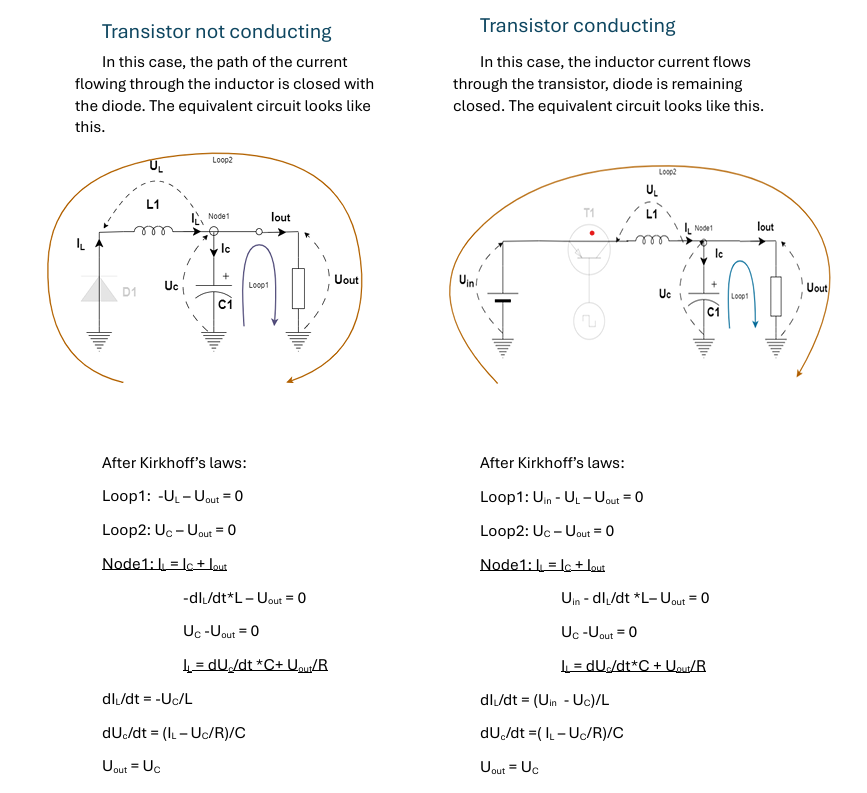 Transistor not conducting
In this case, the path of the current
flowing through the inductor is closed with
the diode. The equivalent circuit looks like
this.
Loop2
UL
L1
IL
Node1
Iout
IL
Ic
D1
Uc
+
C1
Loop1
Uout
After Kirkhoff’s laws:
Loop1: -UL – Uout = 0
Loop2: UC – Uout = 0
Node1: IL = IC + Iout
-dIL/dt*L – Uout = 0
UC -Uout = 0
IL = dUc/dt *C+ Uout/R
dIL/dt = -UC/L
dUc/dt = (IL – UC/R)/C
Uout = UC
Transistor conducting
In this case, the inductor current flows
through the transistor, diode is remaining
closed. The equivalent circuit looks like this.
Loop2
UL
T1
L1
IL
Node1
Iout
Ic
Uin
Uc
+
C1
Loop1
Uout
After Kirkhoff’s laws:
Loop1: Uin - UL – Uout = 0
Loop2: UC – Uout = 0
Node1: IL = IC + Iout
Uin - dIL/dt *L– Uout = 0
UC -Uout = 0
IL = dUc/dt*C + Uout/R
dIL/dt = (Uin - UC)/L
dUc/dt =( IL – UC/R)/C
Uout = UC